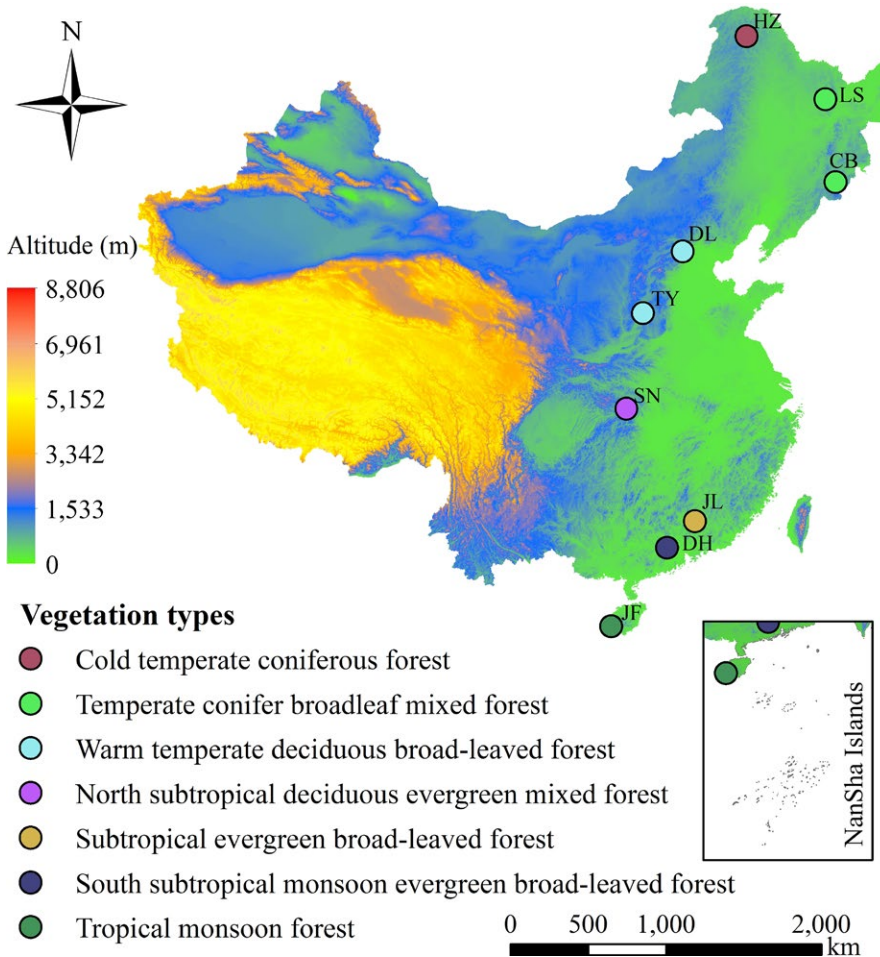 N
HZ
LS
CB
DL
TY
SN
JL
DH
JF
Altitude (m)
8,806
6,961
5,152
3,342
1,533
0
Vegetation types
Cold temperate coniferous forest
Temperate conifer broadleaf mixed forest
Warm temperate deciduous broad-leaved forest
North subtropical deciduous evergreen mixed forest
Subtropical evergreen broad-leaved forest
South subtropical monsoon evergreen broad-leaved forest
Tropical monsoon forest
NanSha Islands
0 500 1,000 2,000
km